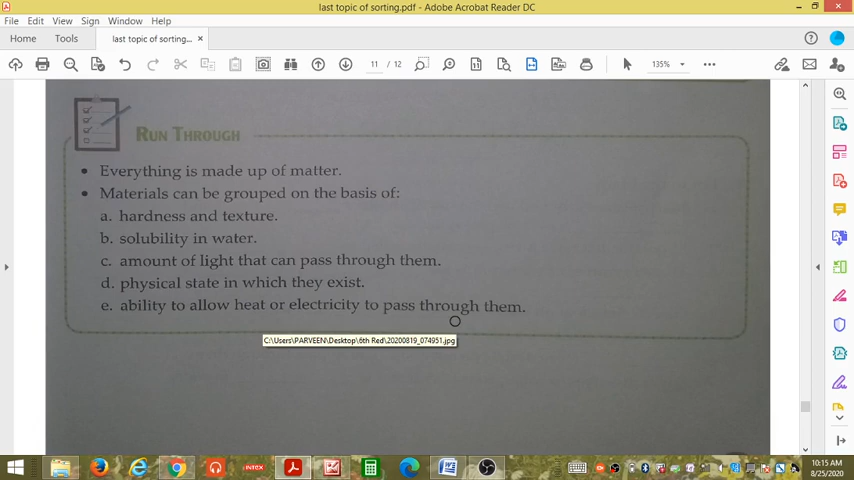 last topic of sorting.pdf - Adobe Acrobat Reader DC
File Edit View Sign Window Help
Home Tools last topic of sorting... ×
11 / 12 135%
RUN THROUGH
• Everything is made up of matter.
• Materials can be grouped on the basis of:
a. hardness and texture.
b. solubility in water.
c. amount of light that can pass through them.
d. physical state in which they exist.
e. ability to allow heat or electricity to pass through them.
C:\Users\PARVEEN\Desktop\6th Red\20200819_074951.jpg
INTEX
10:15 AM
8/25/2020